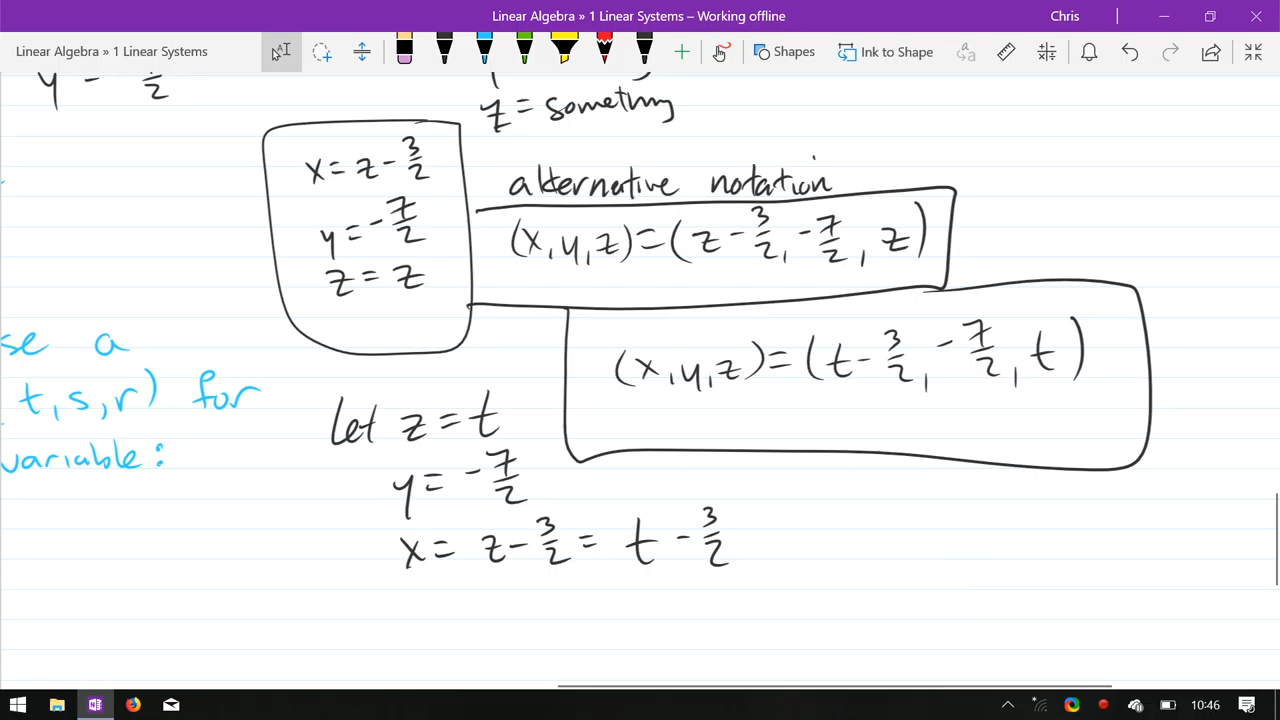 Linear Algebra » 1 Linear Systems – Working offline
Chris
Linear Algebra » 1 Linear Systems
Shapes
Ink to Shape
y = 7/2
z = something
x = z - 3/2
y = -7/2
z = z
alternative notation
(x,y,z)=(z - 3/2, -7/2, z)
(x,y,z)=(t - 3/2, -7/2, t)
se a
t,s,r) for
variable:
let z = t
y = -7/2
x = z - 3/2 = t - 3/2
10:46